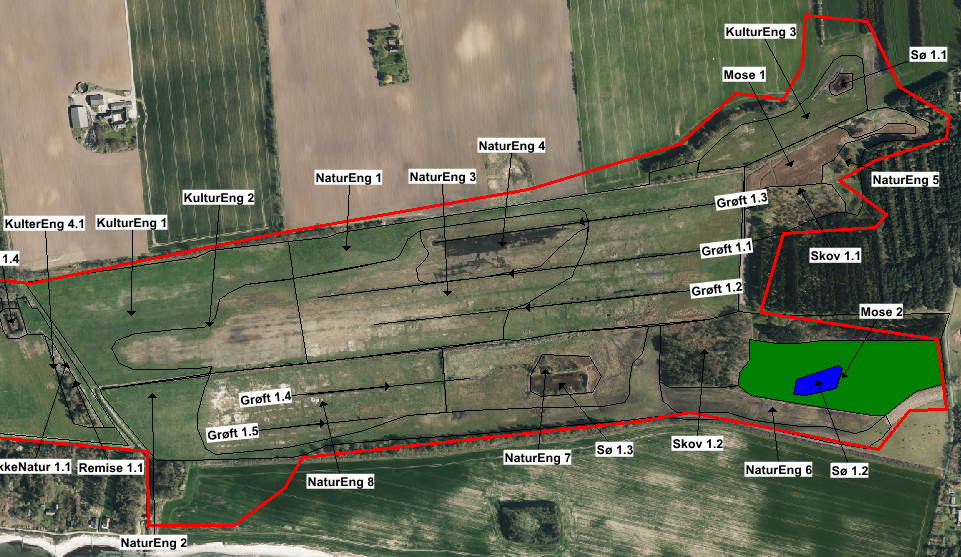 KulturEng 3
Sø 1.1
Mose 1
NaturEng 4
NaturEng 1
NaturEng 3
NaturEng 5
KulturEng 2
Grøft 1.3
KulterEng 4.1
KulturEng 1
Grøft 1.1
Skov 1.1
1.4
Grøft 1.2
Mose 2
Grøft 1.4
Grøft 1.5
Skov 1.2
Sø 1.3
NaturEng 7
kkeNatur 1.1
Remise 1.1
NaturEng 6
Sø 1.2
NaturEng 8
NaturEng 2